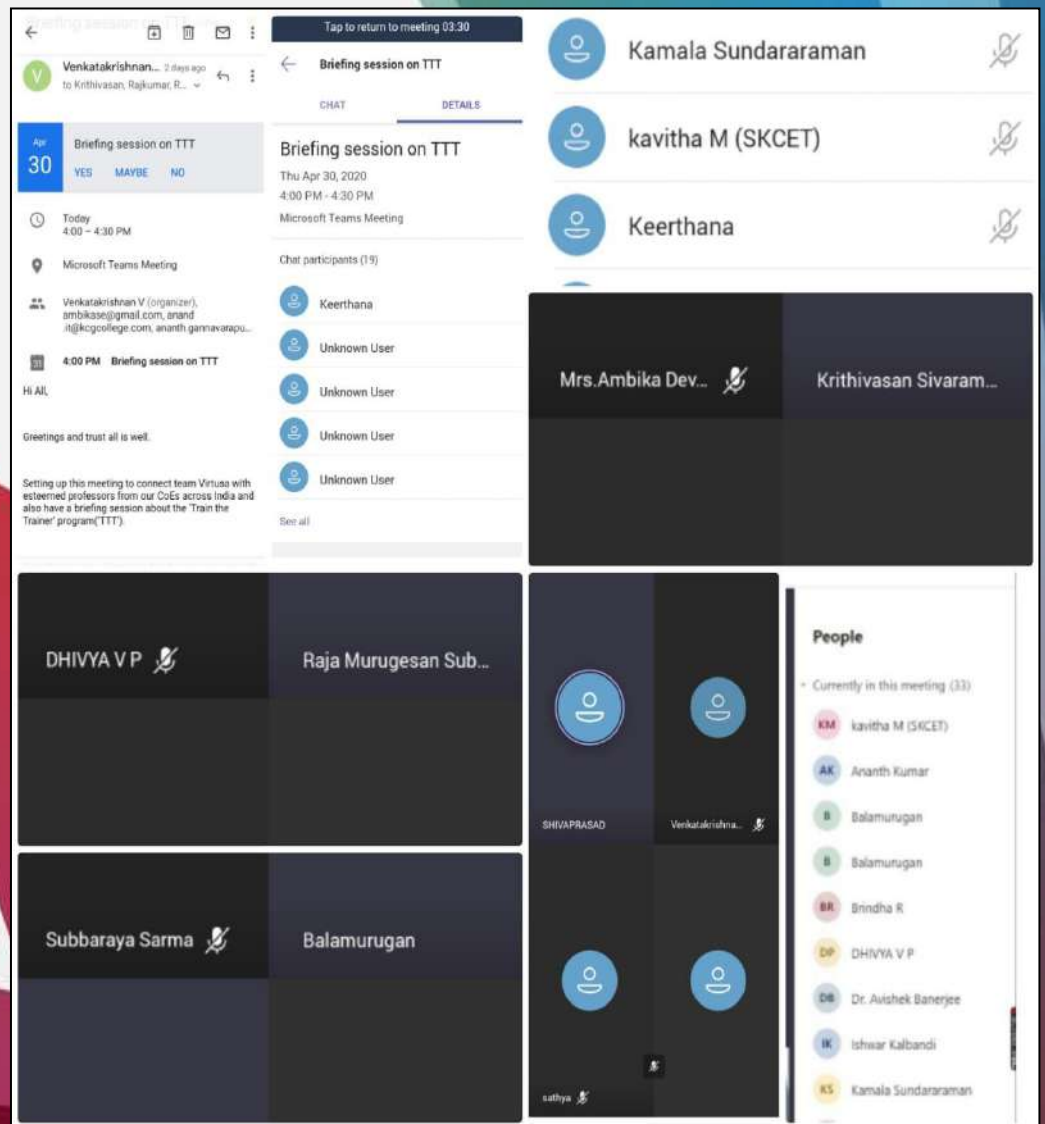 Venkatakrishnan... 2 days ago
to Krithivasan, Rajkumar, R...
Apr
30
Briefing session on TTT
YES MAYBE NO
Today
4:00 – 4:30 PM
Microsoft Teams Meeting
Venkatakrishnan V (organizer),
ambikase@gmail.com, anand
.it@kcgcollege.com, ananth.gannavarapu...
31
4:00 PM Briefing session on TTT
Hi All,
Greetings and trust all is well.
Setting up this meeting to connect team Virtusa with
esteemed professors from our CoEs across India and
also have a briefing session about the 'Train the
Trainer' program('TTT').
Tap to return to meeting 03:30
Briefing session on TTT
CHAT DETAILS
Briefing session on TTT
Thu Apr 30, 2020
4:00 PM - 4:30 PM
Microsoft Teams Meeting
Chat participants (19)
Keerthana
Unknown User
Unknown User
Unknown User
Unknown User
See all
Kamala Sundararaman
kavitha M (SKCET)
Keerthana
Mrs.Ambika Dev...
Krithivasan Sivaram...
DHIVYA V P
Raja Murugesan Sub...
Subbaraya Sarma
Balamurugan
SHIVAPRASAD
Venkatakrishna...
sathya
People
Currently in this meeting (33)
KM kavitha M (SKCET)
AK Ananth Kumar
B Balamurugan
B Balamurugan
BR Brindha R
DP DHIVYA V P
DB Dr. Avishek Banerjee
IK Ishwar Kalbandi
KS Kamala Sundararaman